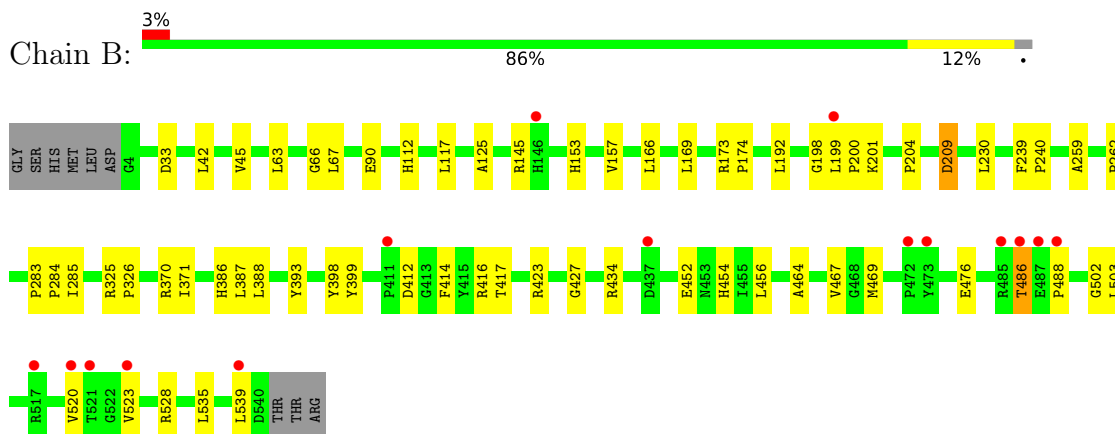 3%
Chain B:
86% 12% •
GLY SER HIS MET LEU ASP G4 D33 L42 V45 L63 G66 L67 E90 H112 L117 A125 R145 H146 H153 V157 L166 L169 R173 P174 L192 G198 L199 P200 K201 P204 D209 L230 F239 P240 A259
P283 P284 I285 R325 P326 R370 I371 H386 L387 L388 Y393 Y398 Y399 P411 D412 G413 F414 Y415 R416 T417 R423 G427 R434 D437 E452 N453 H454 I455 L456 A464 V467 G468 M469 P472 Y473 E476 R485 T486 E487 P488 G502
R517 V520 T521 G522 V523 R528 L535 L539 D540 THR THR ARG